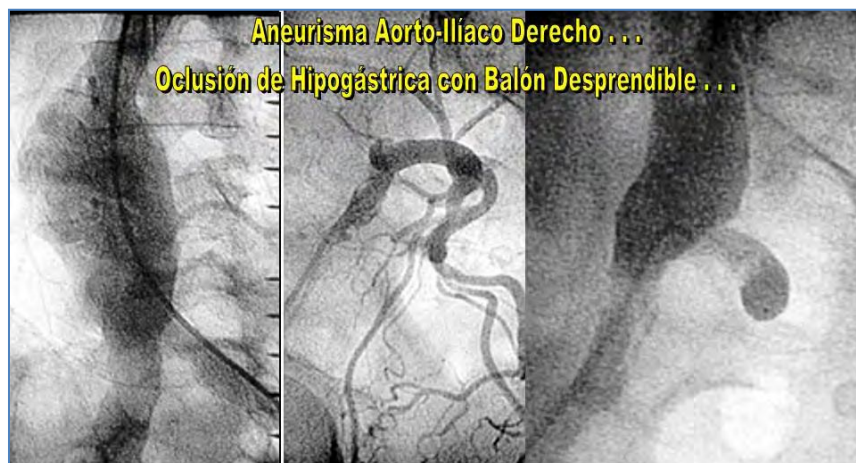 Aneurisma Aorto-Ilíaco Derecho . . .
Oclusión de Hipogástrica con Balón Desprendible . . .